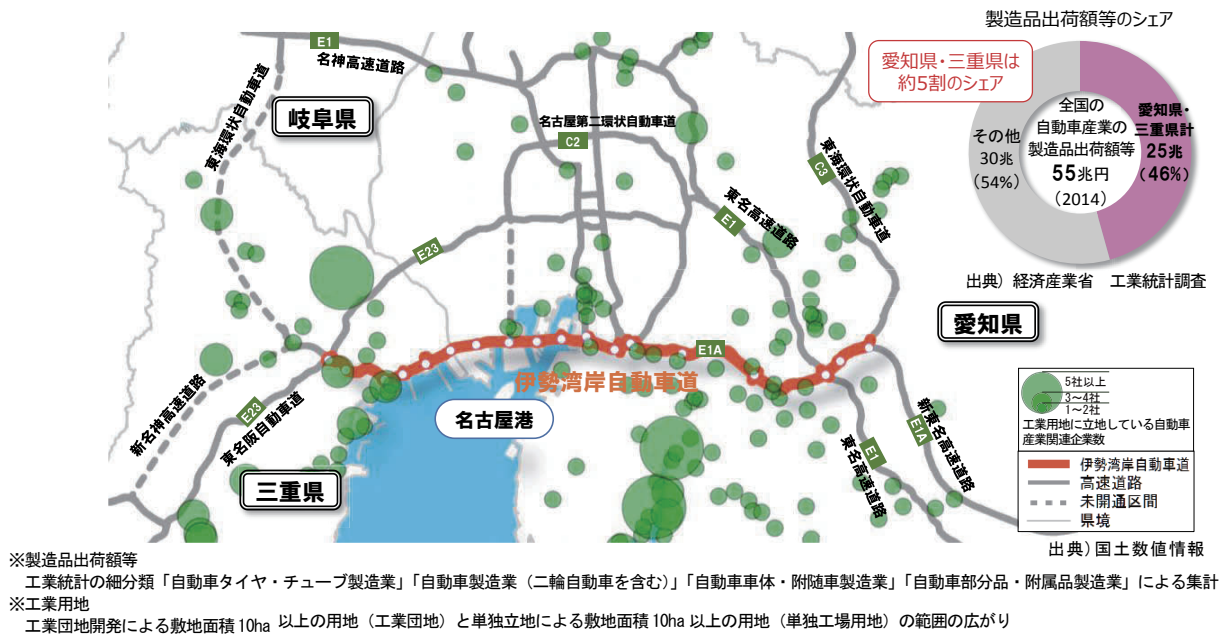 製造品出荷額等のシェア
愛知県・三重県は
約5割のシェア
全国の
自動車産業の
製造品出荷額等
55兆円
(2014)
愛知県・
三重県計
25兆
(46%)
その他
30兆
(54%)
出典）経済産業省　工業統計調査
E1
名神高速道路
東海環状自動車道
岐阜県
名古屋第二環状自動車道
C2
東海環状自動車道
C3
東名高速道路
E1
E23
愛知県
E1A
伊勢湾岸自動車道
名古屋港
新名神高速道路
E23
東名阪自動車道
三重県
東名高速道路
E1
新東名高速道路
E1A
5社以上
3～4社
1～2社
工業用地に立地している自動車
産業関連企業数
伊勢湾岸自動車道
高速道路
未開通区間
県境
出典）国土数値情報
※製造品出荷額等
工業統計の細分類「自動車タイヤ・チューブ製造業」「自動車製造業（二輪自動車を含む）」「自動車車体・附随車製造業」「自動車部分品・附属品製造業」による集計
※工業用地
工業団地開発による敷地面積10ha 以上の用地（工業団地）と単独立地による敷地面積10ha 以上の用地（単独工場用地）の範囲の広がり